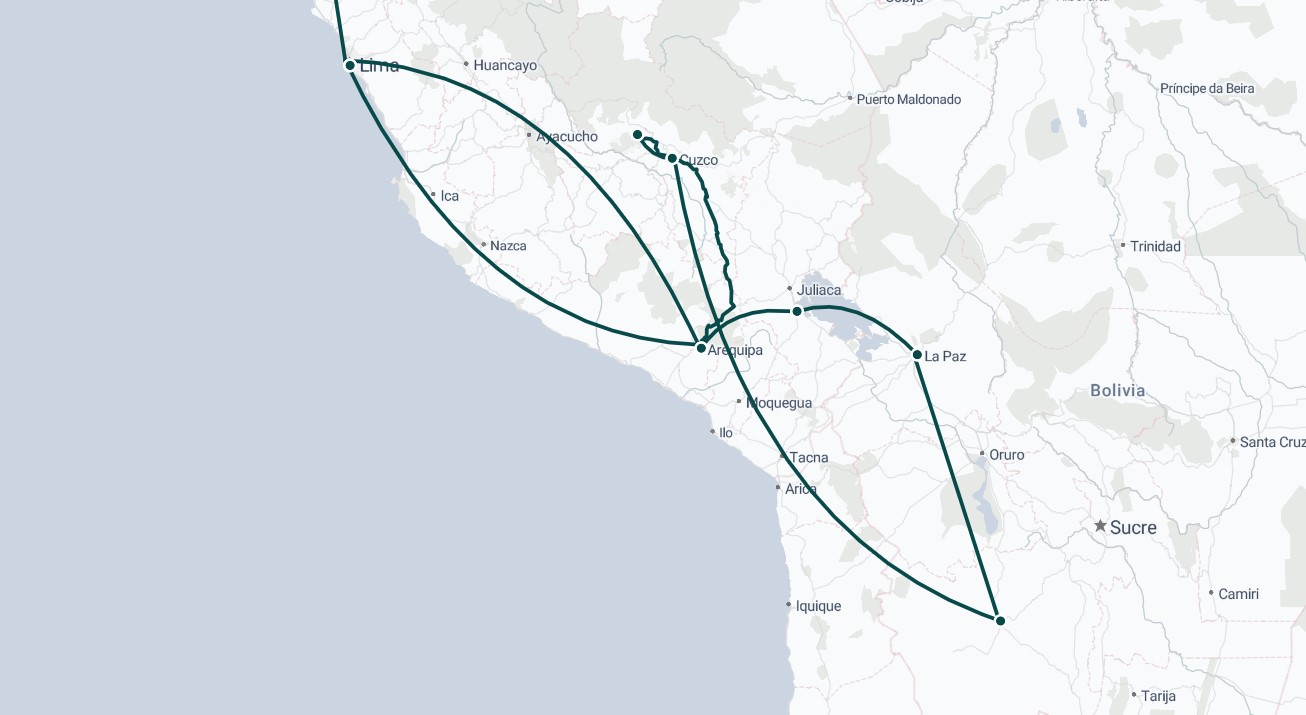 Lima
Huancayo
Puerto Maldonado
Príncipe da Beira
Ayacucho
Cuzco
Ica
Nazca
Trinidad
Juliaca
Arequipa
La Paz
Bolivia
Moquegua
Ilo
Santa Cruz
Tacna
Oruro
Arica
Sucre
Camiri
Iquique
Tarija